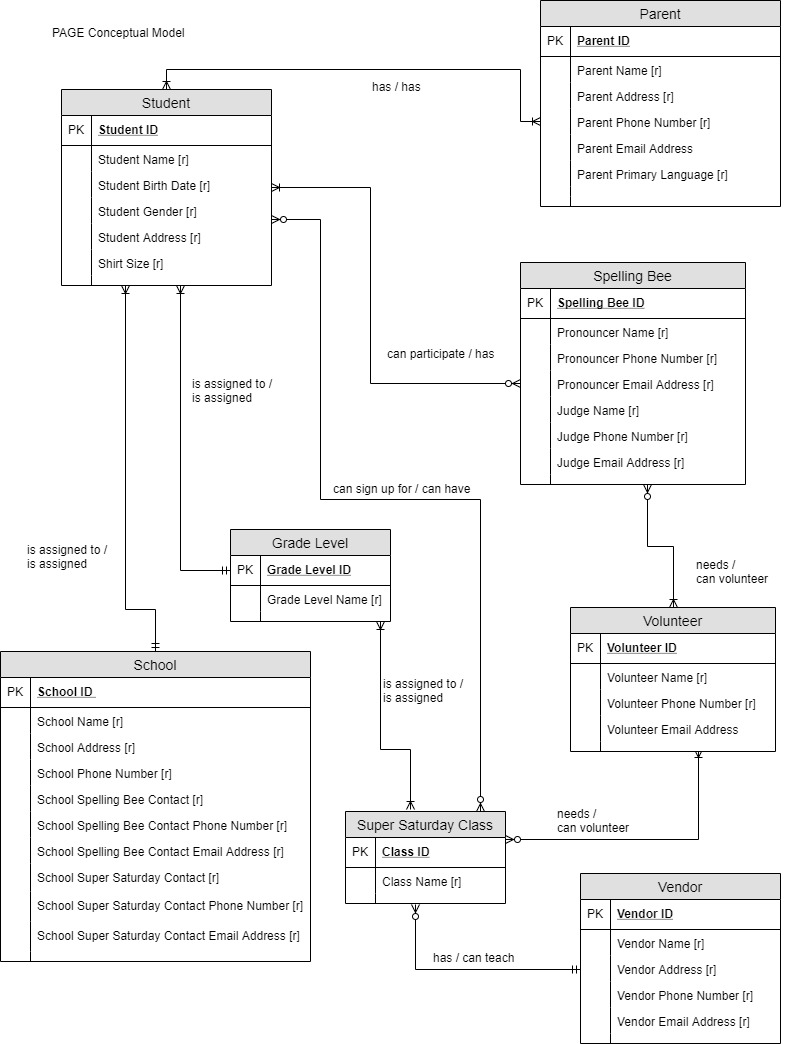 PAGE Conceptual Model
Parent
PK Parent ID
Parent Name [r]
Parent Address [r]
Parent Phone Number [r]
Parent Email Address
Parent Primary Language [r]
has / has
Student
PK Student ID
Student Name [r]
Student Birth Date [r]
Student Gender [r]
Student Address [r]
Shirt Size [r]
Spelling Bee
PK Spelling Bee ID
Pronouncer Name [r]
Pronouncer Phone Number [r]
Pronouncer Email Address [r]
Judge Name [r]
Judge Phone Number [r]
Judge Email Address [r]
can participate / has
is assigned to /
is assigned
can sign up for / can have
is assigned to /
is assigned
Grade Level
PK Grade Level ID
Grade Level Name [r]
needs /
can volunteer
Volunteer
PK Volunteer ID
Volunteer Name [r]
Volunteer Phone Number [r]
Volunteer Email Address
School
PK School ID
School Name [r]
School Address [r]
School Phone Number [r]
School Spelling Bee Contact [r]
School Spelling Bee Contact Phone Number [r]
School Spelling Bee Contact Email Address [r]
School Super Saturday Contact [r]
School Super Saturday Contact Phone Number [r]
School Super Saturday Contact Email Address [r]
is assigned to /
is assigned
needs /
can volunteer
Super Saturday Class
PK Class ID
Class Name [r]
has / can teach
Vendor
PK Vendor ID
Vendor Name [r]
Vendor Address [r]
Vendor Phone Number [r]
Vendor Email Address [r]